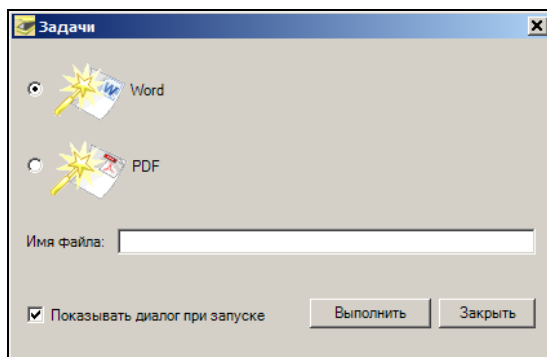 Задачи
Word
PDF
Имя файла:
Показывать диалог при запуске
Выполнить
Закрыть